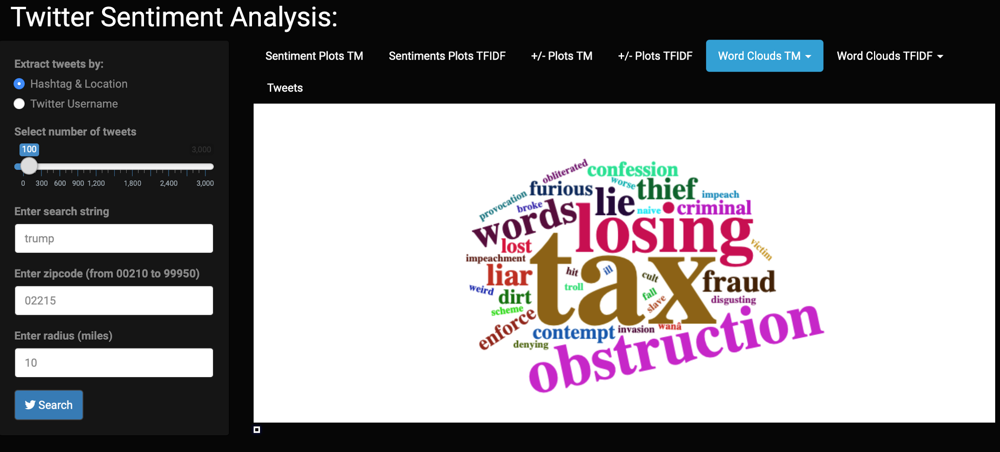 Twitter Sentiment Analysis:
Extract tweets by:
Hashtag & Location
Twitter Username
Select number of tweets
100
3,000
0 300 600 900 1,200 1,800 2,400 3,000
Enter search string
trump
Enter zipcode (from 00210 to 99950)
02215
Enter radius (miles)
10
Search
Sentiment Plots TM
Sentiments Plots TFIDF
+/- Plots TM
+/- Plots TFIDF
Word Clouds TM
Word Clouds TFIDF
Tweets
obliterated
confession
worse
furious
lie
thief
impeach
provocation
broke
words
naive
criminal
losing
lost
victim
impeachment
liar
tax
hit
ill
cult
troll
fraud
weird
dirt
fall
slave
disgusting
scheme
enforce
contempt
invasion
wanâ
denying
obstruction